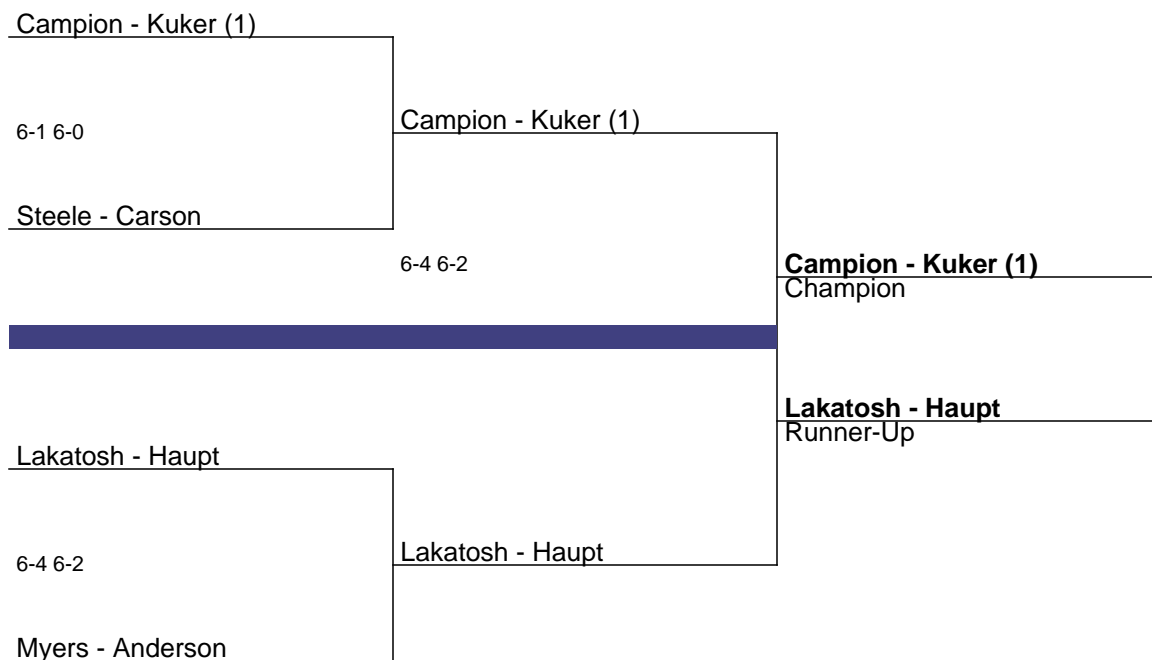 Campion - Kuker (1)
6-1 6-0
Campion - Kuker (1)
Steele - Carson
6-4 6-2
Campion - Kuker (1)
Champion
Lakatosh - Haupt
Runner-Up
Lakatosh - Haupt
6-4 6-2
Lakatosh - Haupt
Myers - Anderson